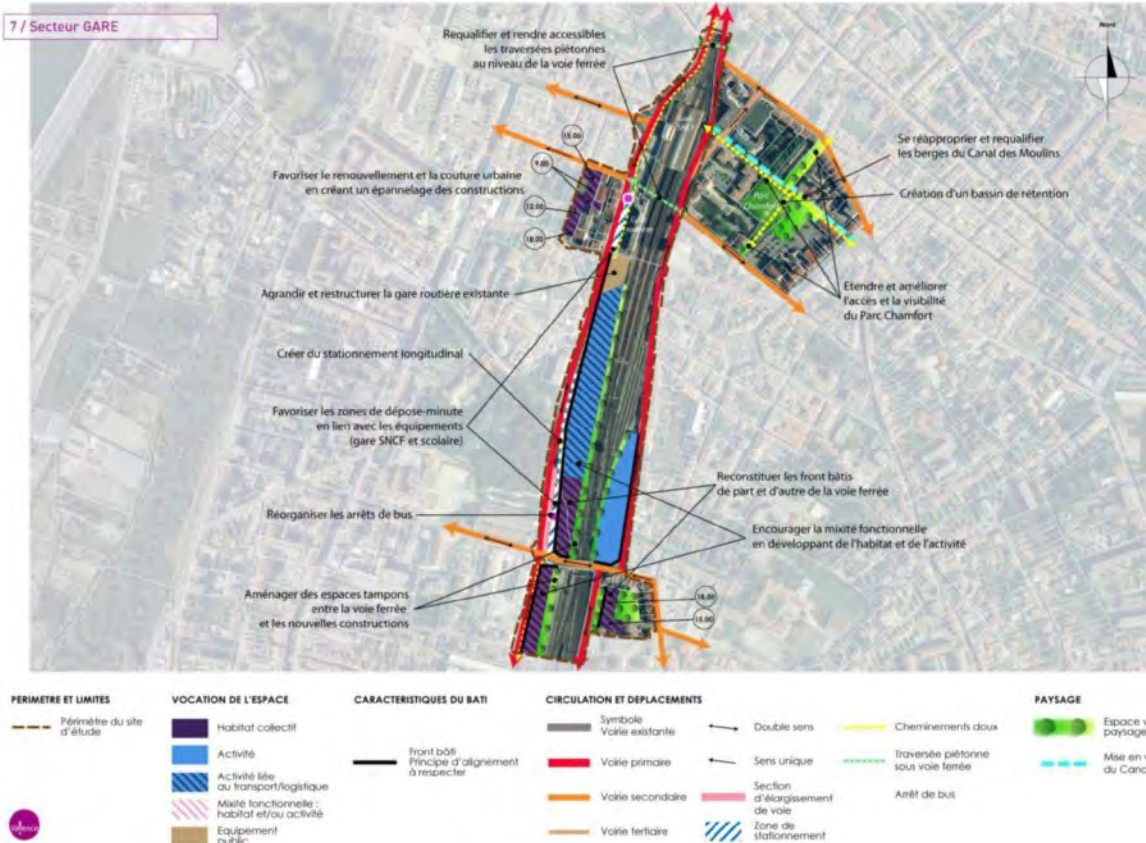 7 / Secteur GARE
Nord
Requalifier et rendre accessibles
les traversées piétonnes
au niveau de la voie ferrée
Se réapproprier et requalifier
les berges du Canal des Moulins
Création d'un bassin de rétention
Favoriser le renouvellement et la couture urbaine
en créant un épannelage des constructions
15.00
9.00
12.00
18.00
Parc
Chamfort
Agrandir et restructurer la gare routière existante
Etendre et améliorer
l'accès et la visibilité
du Parc Chamfort
Créer du stationnement longitudinal
Favoriser les zones de dépose-minute
en lien avec les équipements
(gare SNCF et scolaire)
Reconstituer les front bâtis
de part et d'autre de la voie ferrée
Réorganiser les arrêts de bus
Encourager la mixité fonctionnelle
en developpant de l'habitat et de l'activité
Aménager des espaces tampons
entre la voie ferrée
et les nouvelles constructions
18.00
15.00
PERIMETRE ET LIMITES
Périmètre du site
d'étude
VOCATION DE L'ESPACE
Habitat collectif
Activité
Activité liée
au transport/logistique
Mixité fonctionnelle :
habitat et/ou activité
Equipement
public
CARACTERISTIQUES DU BATI
Front bâti
Principe d'alignement
à respecter
CIRCULATION ET DEPLACEMENTS
Symbole
Voirie existante
Voirie primaire
Voirie secondaire
Voirie tertiaire
Double sens
Sens unique
Section
d'élargissement
de voie
Zone de
stationnement
Cheminements doux
Traversée piétonne
sous voie ferrée
Arrêt de bus
PAYSAGE
Espace v
paysage
Mise en v
du Cana
Valence